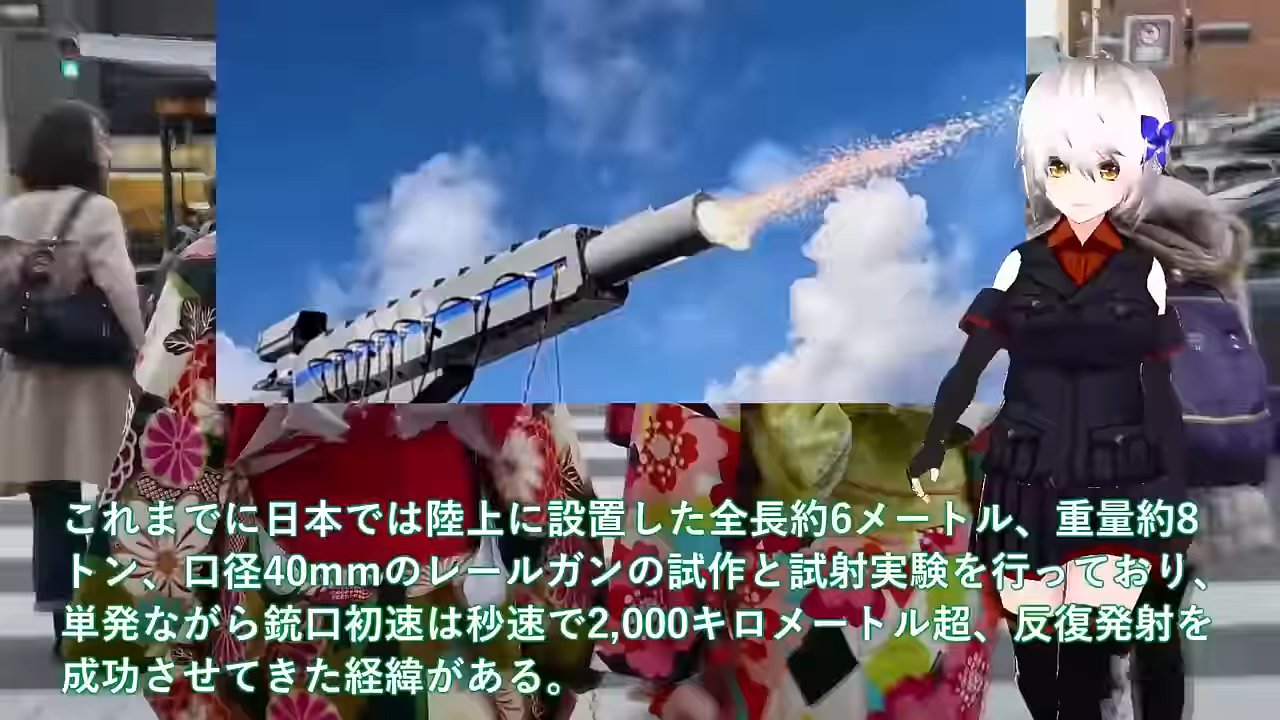 これまでに日本では陸上に設置した全長約6メートル、重量約8
トン、口径40mmのレールガンの試作と試射実験を行っており、
単発ながら銃口初速は秒速で2,000キロメートル超、反復発射を
成功させてきた経緯がある。